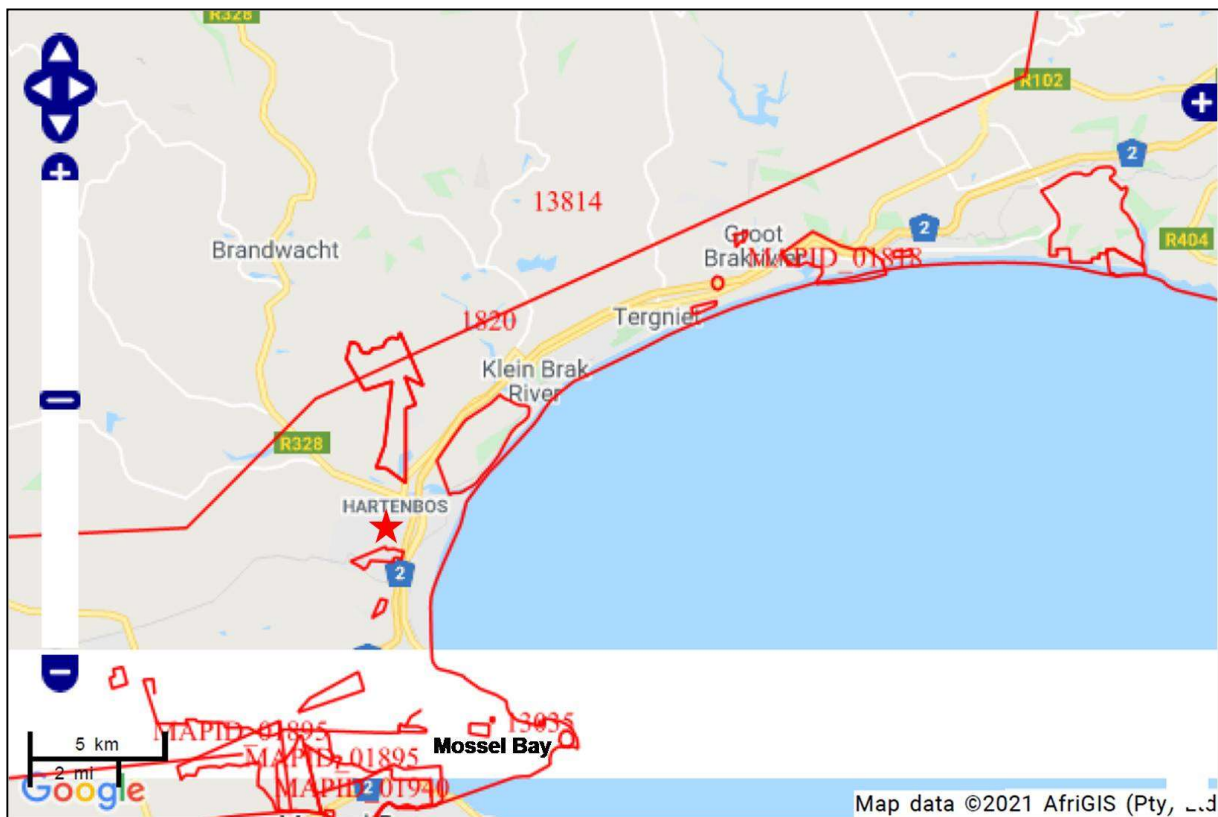 R328
R102
2
13814
2
Groot
Brakrivier
MAPID_01818
R404
Brandwacht
Tergniet
1820
Klein Brak
River
R328
HARTENBOS
2
13035
MAPID_01895
Mossel Bay
5 km
MAPID_01895
2 mi
MAPID_01940
2
Google
Map data ©2021 AfriGIS (Pty)